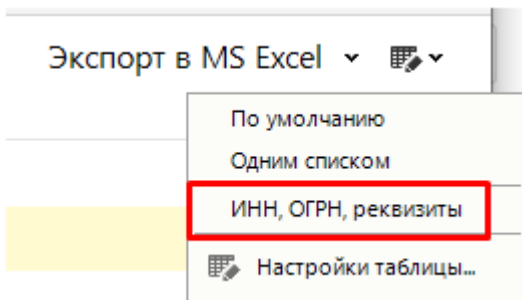 Экспорт в MS Excel
По умолчанию
Одним списком
ИНН, ОГРН, реквизиты
Настройки таблицы...